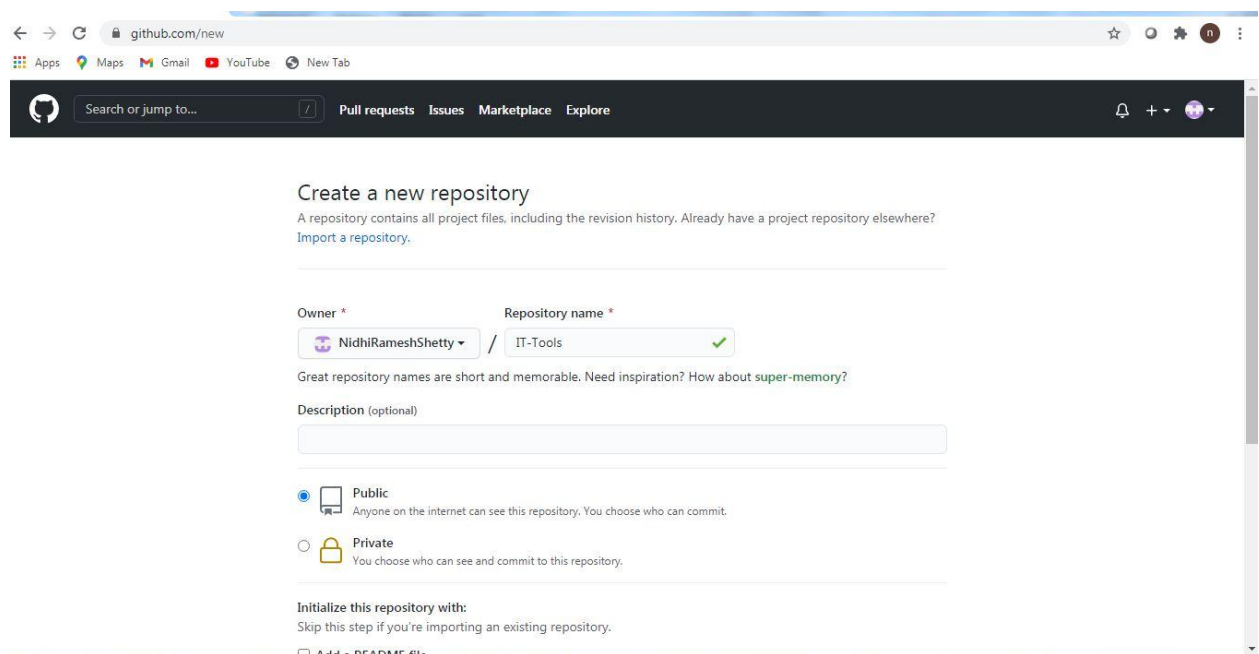 github.com/new
n
Apps Maps Gmail YouTube New Tab
Search or jump to... / Pull requests Issues Marketplace Explore
Create a new repository
A repository contains all project files, including the revision history. Already have a project repository elsewhere?
Import a repository.
Owner * Repository name *
NidhiRameshShetty / IT-Tools
Great repository names are short and memorable. Need inspiration? How about super-memory?
Description (optional)
Public
Anyone on the internet can see this repository. You choose who can commit.
Private
You choose who can see and commit to this repository.
Initialize this repository with:
Skip this step if you're importing an existing repository.
Add a README file